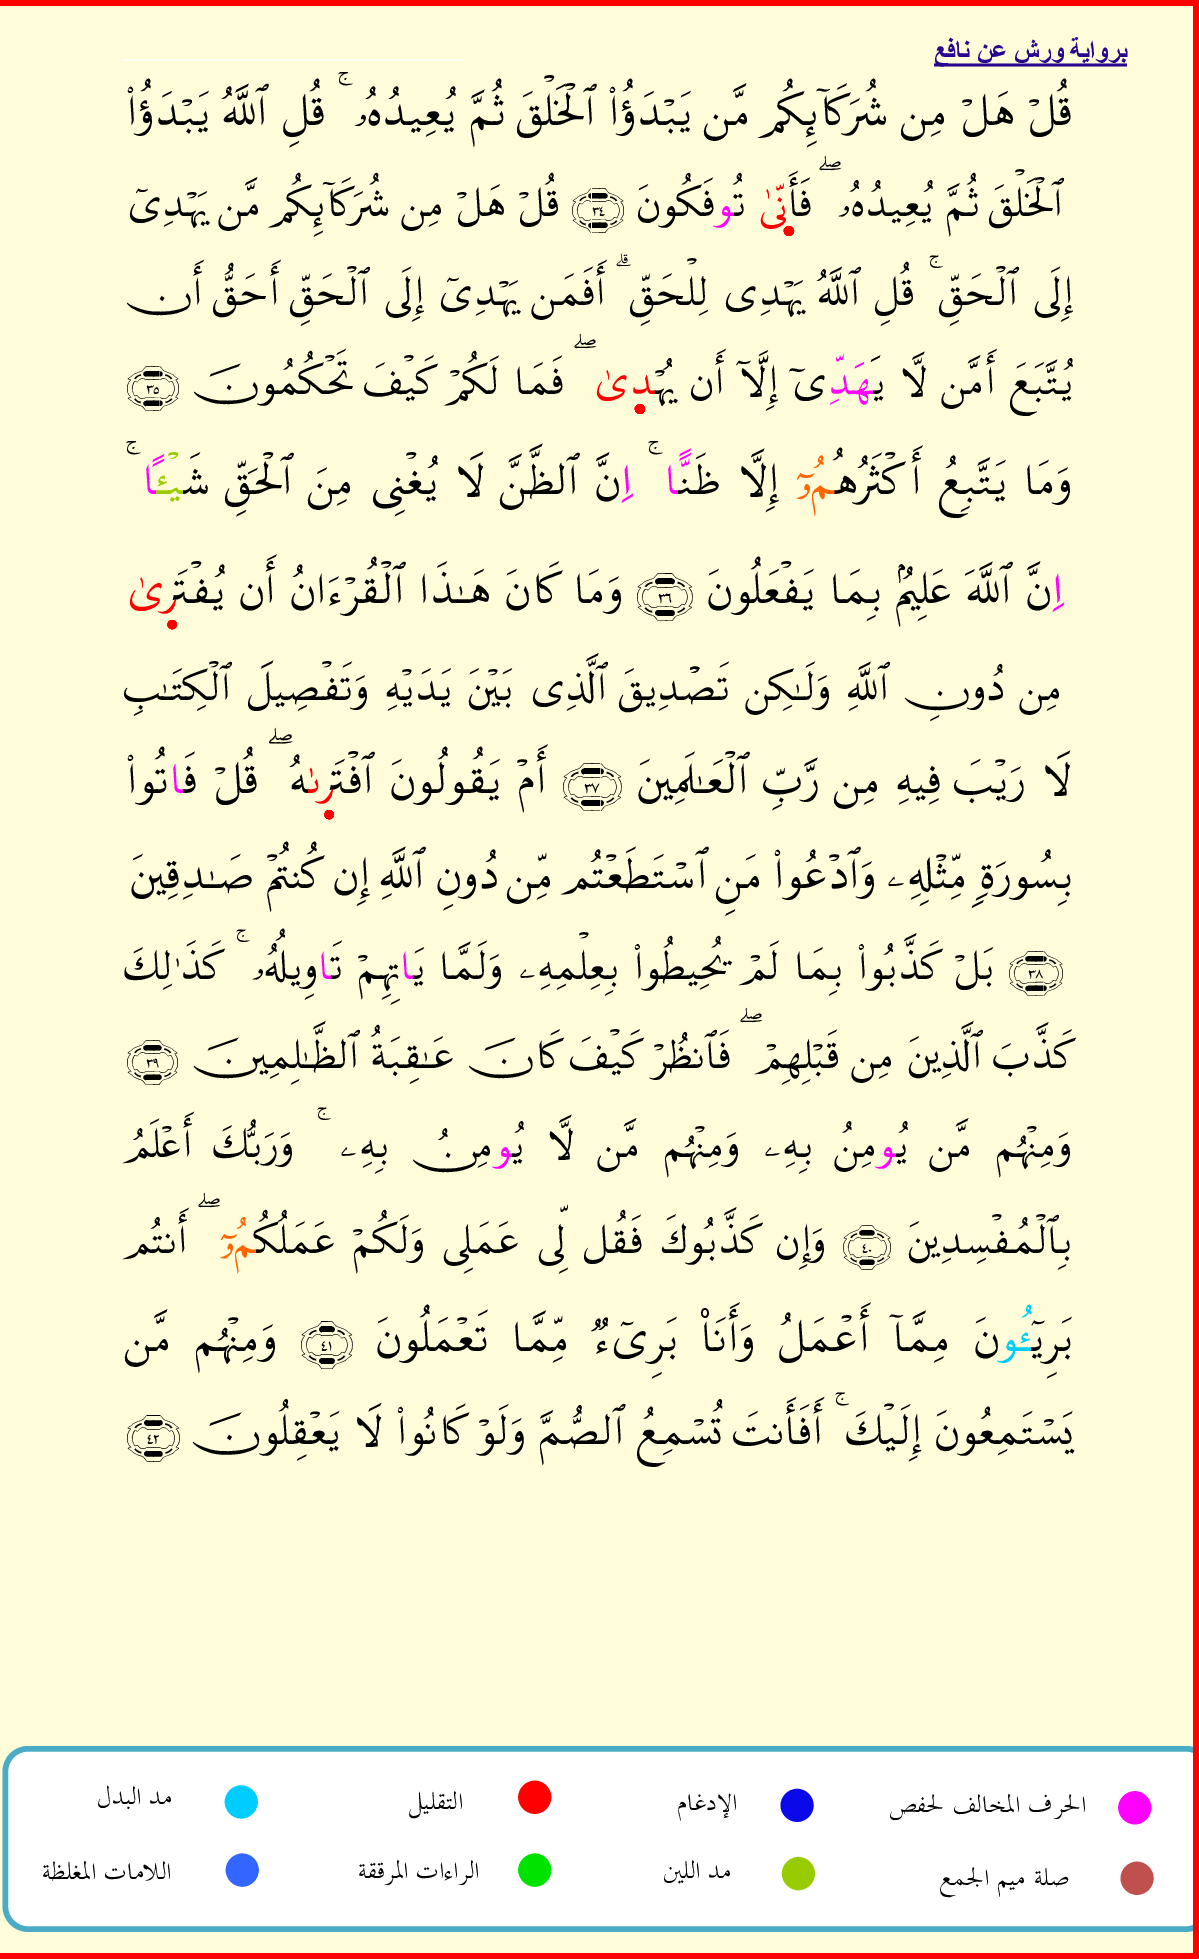 برواية ورش عن نافع
قُلْ هَلْ مِن شُرَكَآئِكُم مَّن يَبْدَؤُاْ اُ۬لْخَلْقَ ثُمَّ يُعِيدُهُۥ ۚ قُلِ اِ۬للَّهُ يَبْدَؤُاْ
اُ۬لْخَلْقَ ثُمَّ يُعِيدُهُۥ ۖ فَأَنّ۪ىٰ تُوفَكُونَ ٣٤ قُلْ هَلْ مِن شُرَكَآئِكُم مَّن يَهْدِىٓ
إِلَى ٱلْحَقِّ ۚ قُلِ ٱللَّهُ يَهْدِى لِلْحَقِّ ۗ أَفَمَن يَهْدِىٓ إِلَى ٱلْحَقِّ أَحَقُّ أَن
يُتَّبَعَ أَمَّن لَّا يَهَدِّىٓ إِلَّآ أَن يُهْد۪ىٰ ۖ فَمَا لَكُمْ كَيْفَ تَحْكُمُونَ ٣٥
وَمَا يَتَّبِعُ أَكْثَرُهُمُۥٓ إِلَّا ظَنًّا ۚ اِنَّ ٱلظَّنَّ لَا يُغْنِى مِنَ ٱلْحَقِّ شَيْـًٔا ۚ
اِنَّ ٱللَّهَ عَلِيمٌۢ بِمَا يَفْعَلُونَ ٣٦ وَمَا كَانَ هَـٰذَا ٱلْقُرْءَانُ أَن يُفْتَر۪ىٰ
مِن دُونِ ٱللَّهِ وَلَـٰكِن تَصْدِيقَ ٱلَّذِى بَيْنَ يَدَيْهِ وَتَفْصِيلَ ٱلْكِتَـٰبِ
لَا رَيْبَ فِيهِ مِن رَّبِّ ٱلْعَـٰلَمِينَ ٣٧ أَمْ يَقُولُونَ ٱفْتَر۪ىٰهُ ۖ قُلْ فَاتُواْ
بِسُورَةٍ مِّثْلِهِۦ وَٱدْعُواْ مَنِ ٱسْتَطَعْتُم مِّن دُونِ ٱللَّهِ إِن كُنتُمْ صَـٰدِقِينَ
٣٨ بَلْ كَذَّبُواْ بِمَا لَمْ يُحِيطُواْ بِعِلْمِهِۦ وَلَمَّا يَاتِهِمْ تَاوِيلُهُۥ ۚ كَذَٰلِكَ
كَذَّبَ ٱلَّذِينَ مِن قَبْلِهِمْ ۖ فَٱنظُرْ كَيْفَ كَانَ عَـٰقِبَةُ ٱلظَّـٰلِمِينَ ٣٩
وَمِنْهُم مَّن يُومِنُ بِهِۦ وَمِنْهُم مَّن لَّا يُومِنُ بِهِۦ ۚ وَرَبُّكَ أَعْلَمُ
بِٱلْمُفْسِدِينَ ٤٠ وَإِن كَذَّبُوكَ فَقُل لِّى عَمَلِى وَلَكُمْ عَمَلُكُمُۥٓ ۖ أَنتُم
بَرِيٓـُٔونَ مِمَّآ أَعْمَلُ وَأَنَا۠ بَرِىٓءٌ مِّمَّا تَعْمَلُونَ ٤١ وَمِنْهُم مَّن
يَسْتَمِعُونَ إِلَيْكَ ۚ أَفَأَنتَ تُسْمِعُ ٱلصُّمَّ وَلَوْ كَانُواْ لَا يَعْقِلُونَ ٤٢
الحرف المخالف لحفص الإدغام التقليل مد البدل
صلة ميم الجمع مد اللين الراءات المرققة اللامات المغلظة